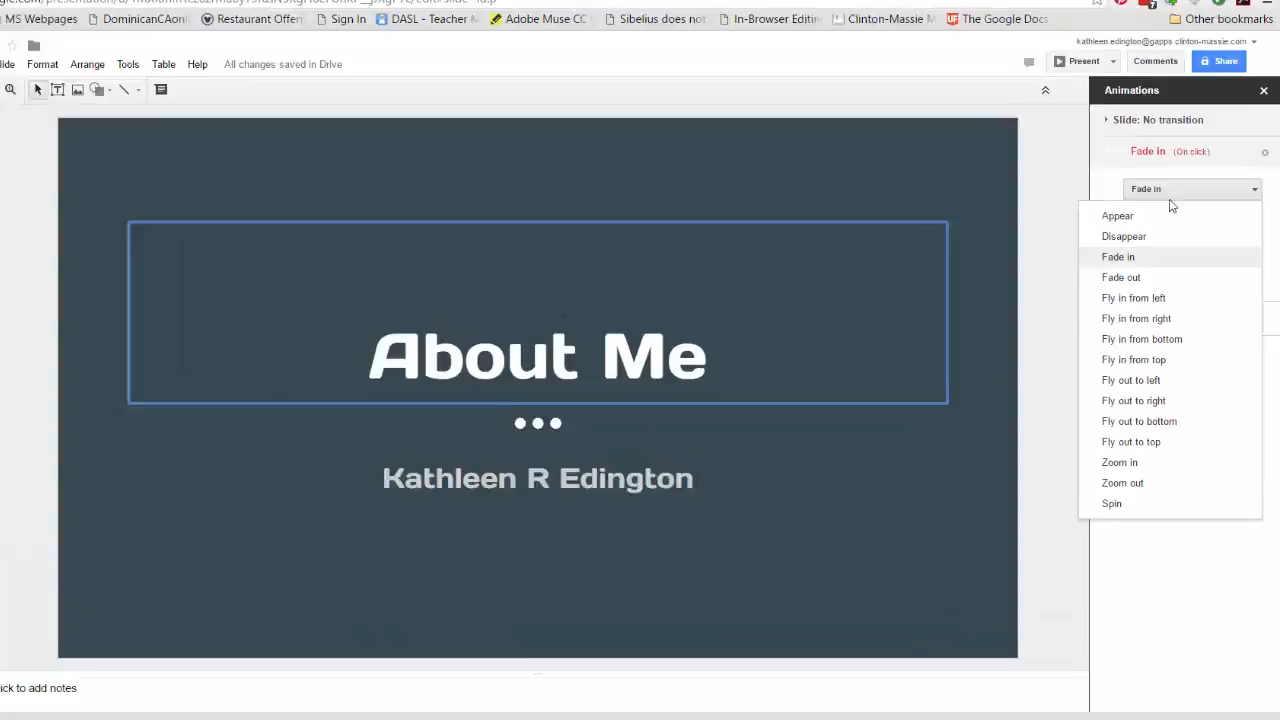 MS Webpages DominicanCAonl Restaurant Offerin Sign In DASL - Teacher M Adobe Muse CC Sibelius does not In-Browser Editin Clinton-Massie Mi The Google Docs Other bookmarks
kathleen.edington@gapps.clinton-massie.com
lide Format Arrange Tools Table Help All changes saved in Drive Present Comments Share
Animations
Slide: No transition
Fade in (On click)
Fade in
Appear
Disappear
Fade in
Fade out
Fly in from left
Fly in from right
Fly in from bottom
Fly in from top
Fly out to left
Fly out to right
Fly out to bottom
Fly out to top
Zoom in
Zoom out
Spin
About Me
Kathleen R Edington
ick to add notes